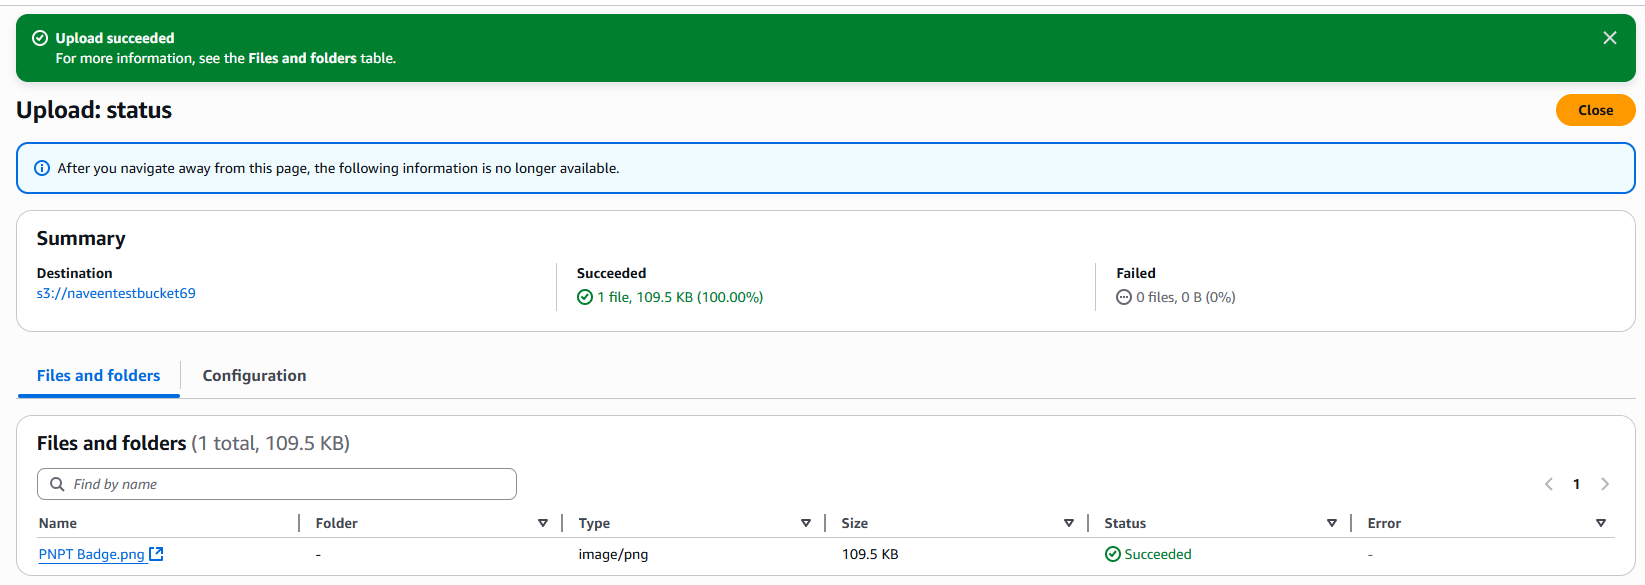 Upload succeeded
For more information, see the Files and folders table.
Upload: status
Close
After you navigate away from this page, the following information is no longer available.
Summary
Destination
s3://naveentestbucket69
Succeeded
1 file, 109.5 KB (100.00%)
Failed
0 files, 0 B (0%)
Files and folders
Configuration
Files and folders (1 total, 109.5 KB)
Find by name
1
Name Folder Type Size Status Error
PNPT Badge.png - image/png 109.5 KB Succeeded -